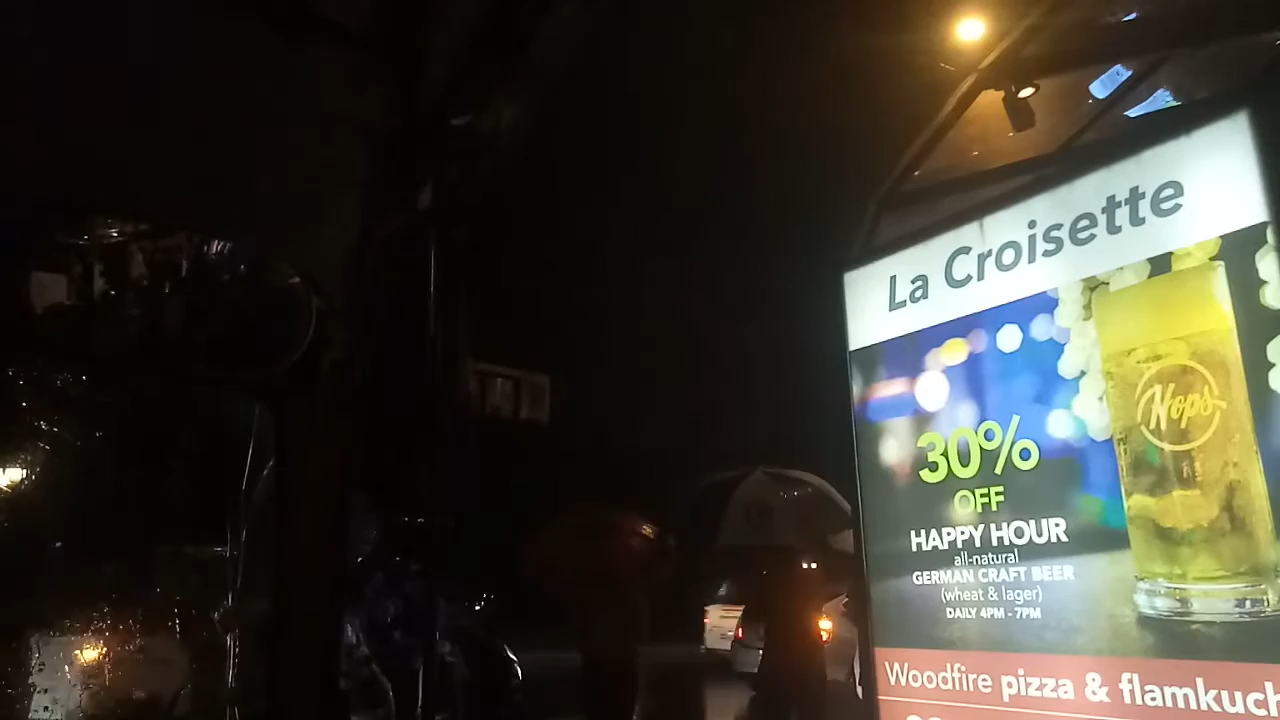 La Croisette
Hops
30%
OFF
HAPPY HOUR
all-natural
GERMAN CRAFT BEER
(wheat & lager)
DAILY 4PM - 7PM
Woodfire pizza & flamkuch